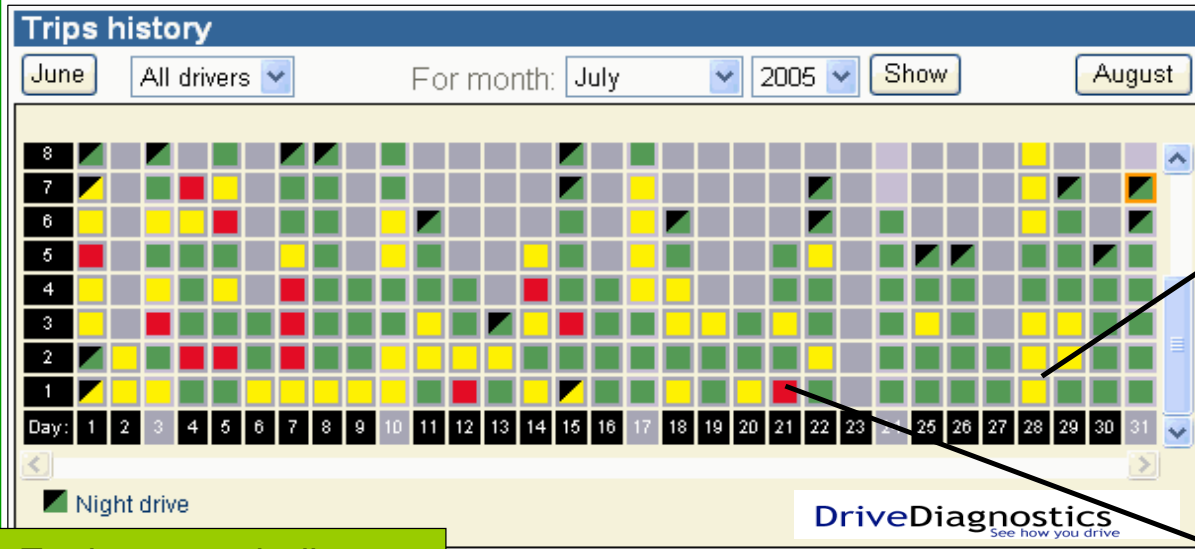 Trips history
June All drivers For month: July 2005 Show August
8
7
6
5
4
3
2
1
Day: 1 2 3 4 5 6 7 8 9 10 11 12 13 14 15 16 17 18 19 20 21 22 23 24 25 26 27 28 29 30 31
Night drive
DriveDiagnostics
See how you drive